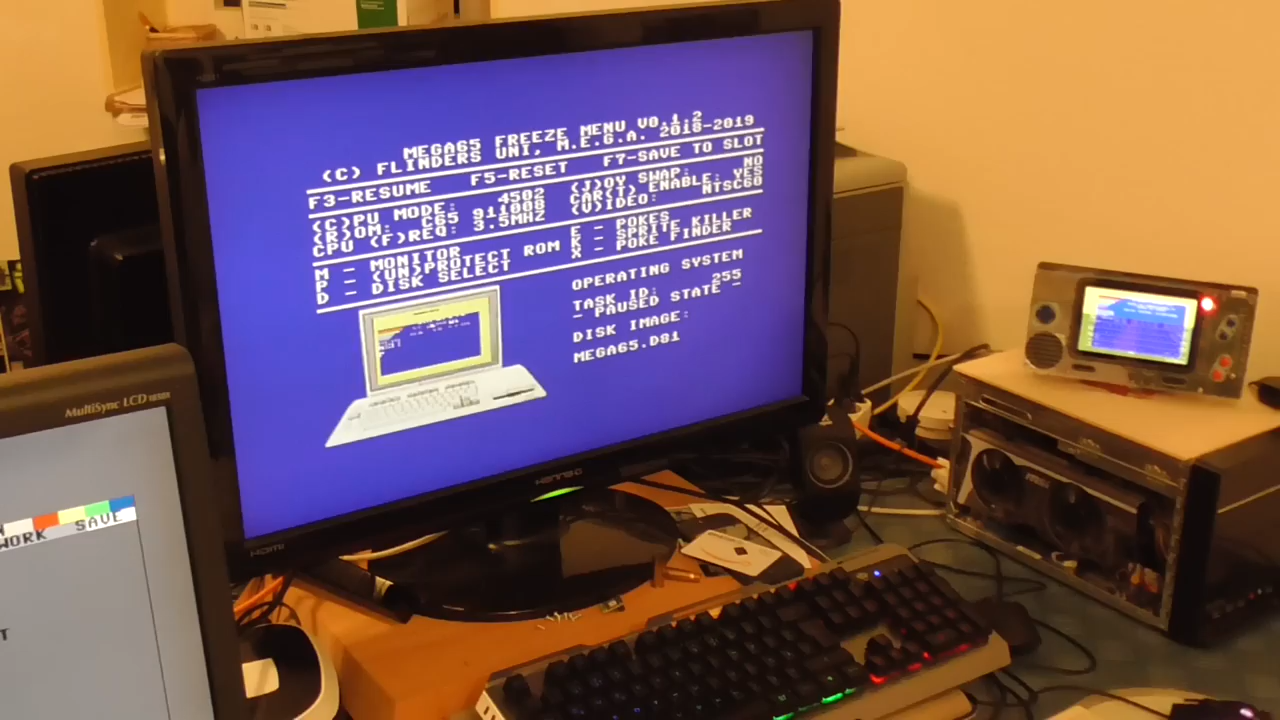 MEGA65 FREEZE MENU V0.1.2
(C) FLINDERS UNI, M.E.G.A. 2018-2019
F3-RESUME F5-RESET F7-SAVE TO SLOT
(C)PU MODE: 4502 (J)OY SWAP: NO
(R)OM: C65 911008 CAR(T) ENABLE: YES
CPU (F)REQ: 3.5MHZ (V)IDEO: NTSC60
M - MONITOR E - POKES
P - (UN)PROTECT ROM K - SPRITE KILLER
D - DISK SELECT X - POKE FINDER
OPERATING SYSTEM
TASK ID: 255
- PAUSED STATE -
DISK IMAGE:
MEGA65.D81
HANNS.G
HDMI
MultiSync LCD
SAVE
WORK
T